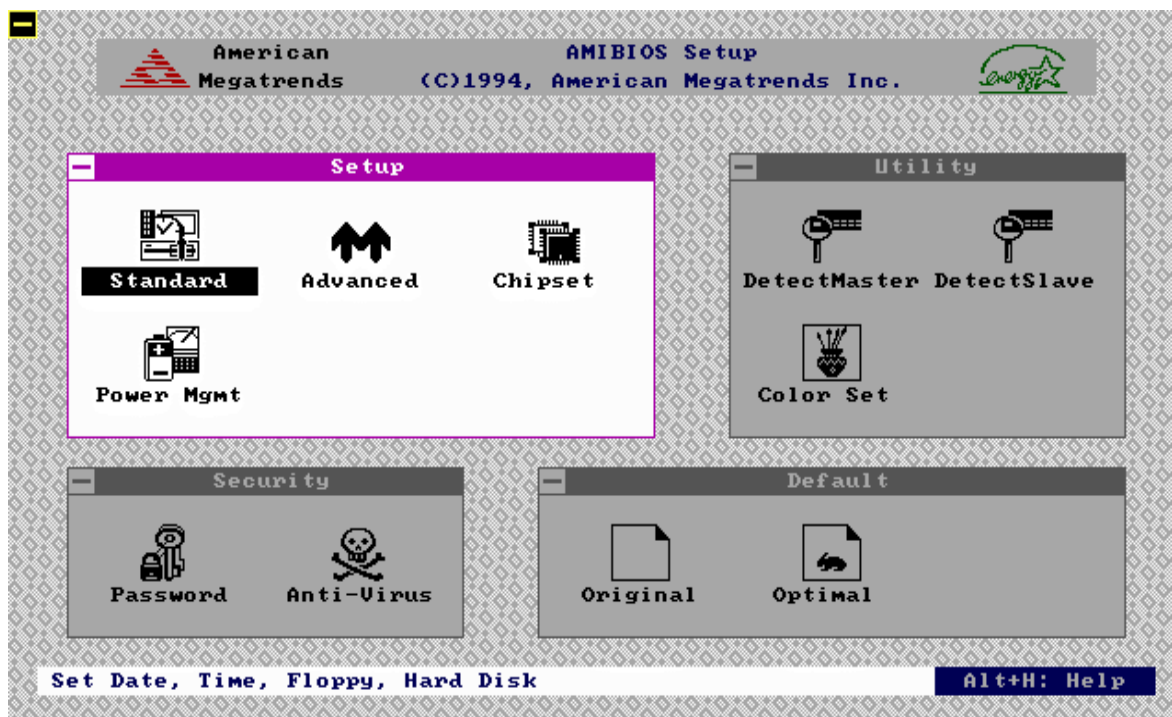 American Megatrends
AMIBIOS Setup
(C)1994, American Megatrends Inc.
energy
Setup
Standard
Advanced
Chipset
Power Mgmt
Utility
DetectMaster
DetectSlave
Color Set
Security
Password
Anti-Virus
Default
Original
Optimal
Set Date, Time, Floppy, Hard Disk
Alt+H: Help